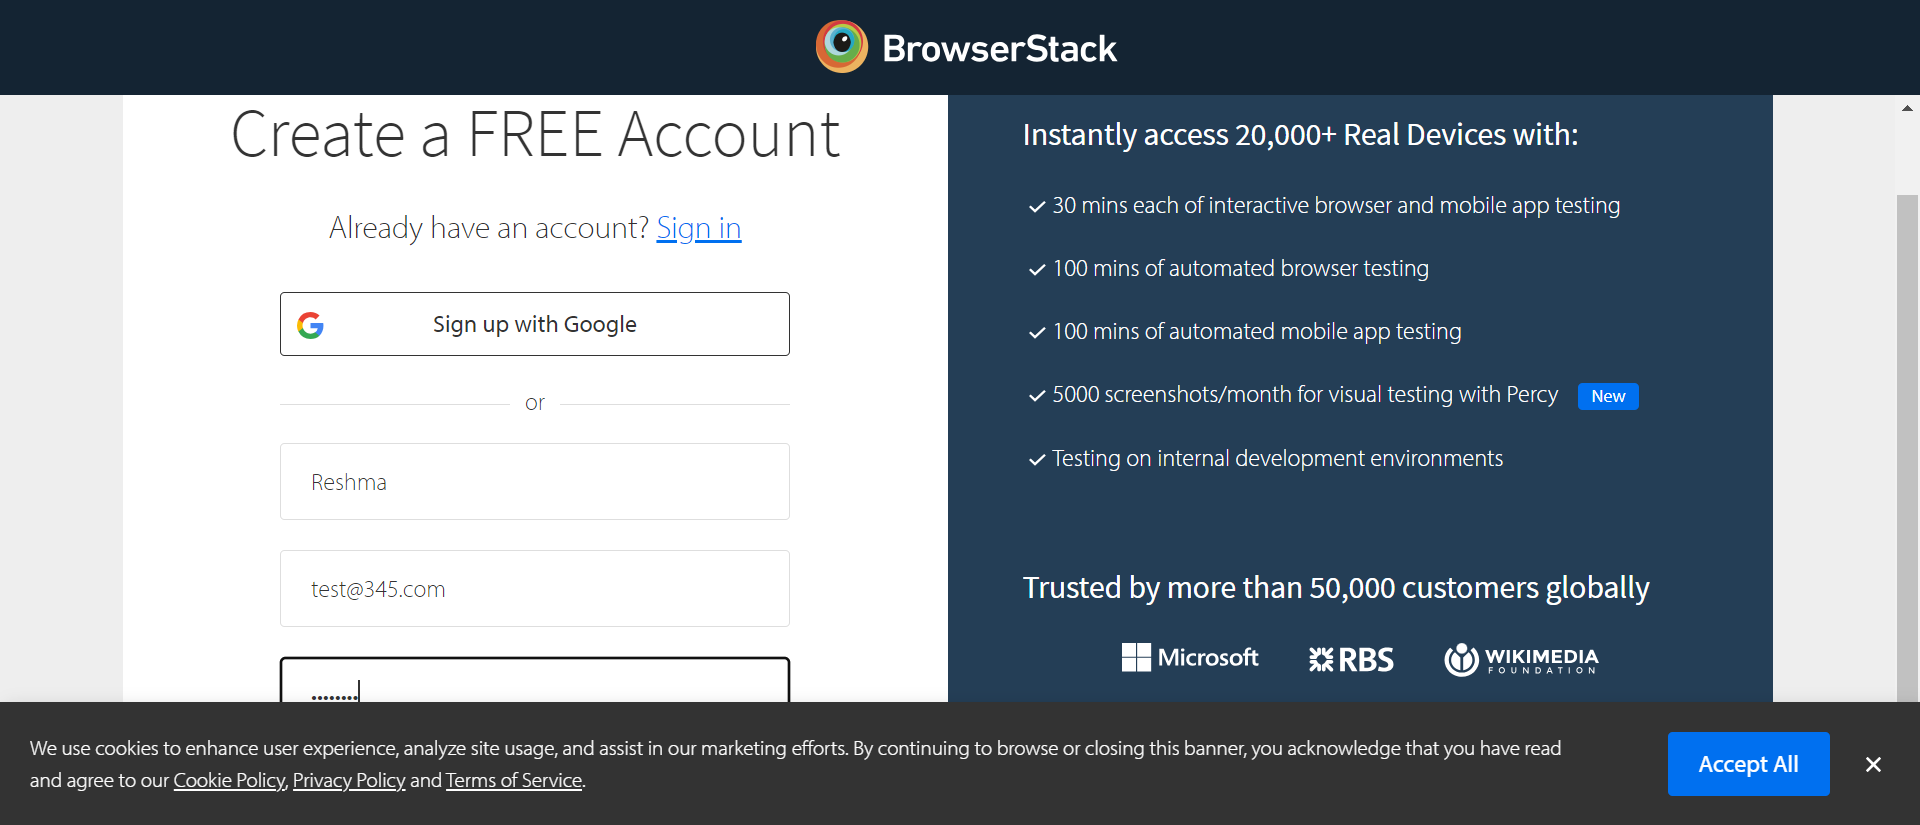 BrowserStack
Create a FREE Account
Already have an account? Sign in
Sign up with Google
or
Reshma
test@345.com
••••••••
Instantly access 20,000+ Real Devices with:
30 mins each of interactive browser and mobile app testing
100 mins of automated browser testing
100 mins of automated mobile app testing
5000 screenshots/month for visual testing with Percy New
Testing on internal development environments
Trusted by more than 50,000 customers globally
Microsoft RBS WIKIMEDIA
FOUNDATION
We use cookies to enhance user experience, analyze site usage, and assist in our marketing efforts. By continuing to browse or closing this banner, you acknowledge that you have read
and agree to our Cookie Policy, Privacy Policy and Terms of Service.
Accept All